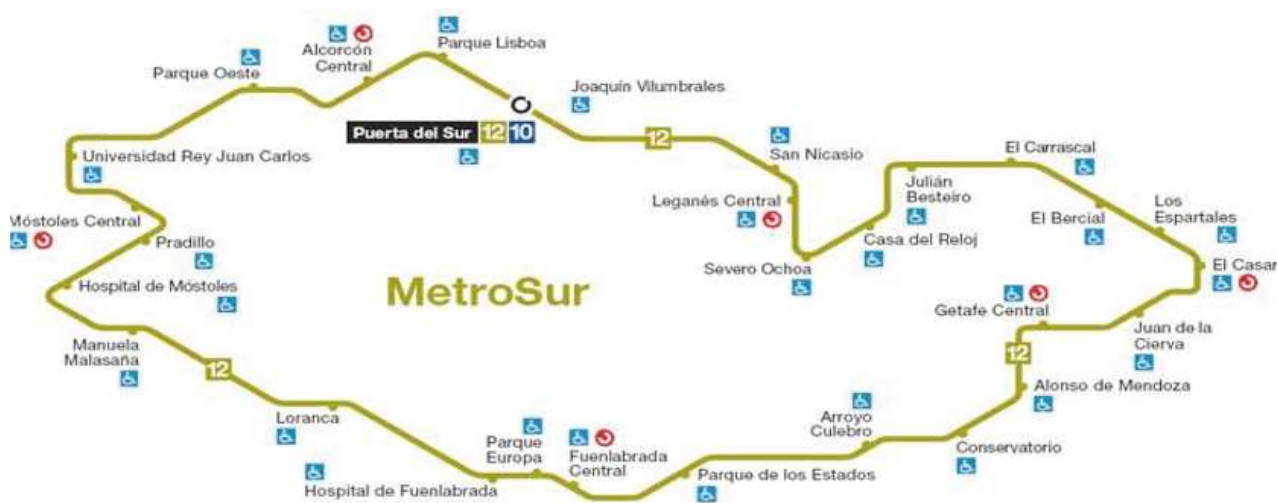 Parque Lisboa
Alcorcón
Central
Parque Oeste
Joaquín Vilumbrales
Puerta del Sur 12 10
12
San Nicasio
El Carrascal
Universidad Rey Juan Carlos
Julián
Besteiro
Los
Espartales
Leganés Central
El Bercial
Móstoles Central
Pradillo
Casa del Reloj
Severo Ochoa
El Casar
Hospital de Móstoles
MetroSur
Getafe Central
Juan de la
Cierva
Manuela
Malasaña
12
12
Alonso de Mendoza
Loranca
Arroyo
Culebro
Conservatorio
Parque
Europa
Fuenlabrada
Central
Parque de los Estados
Hospital de Fuenlabrada